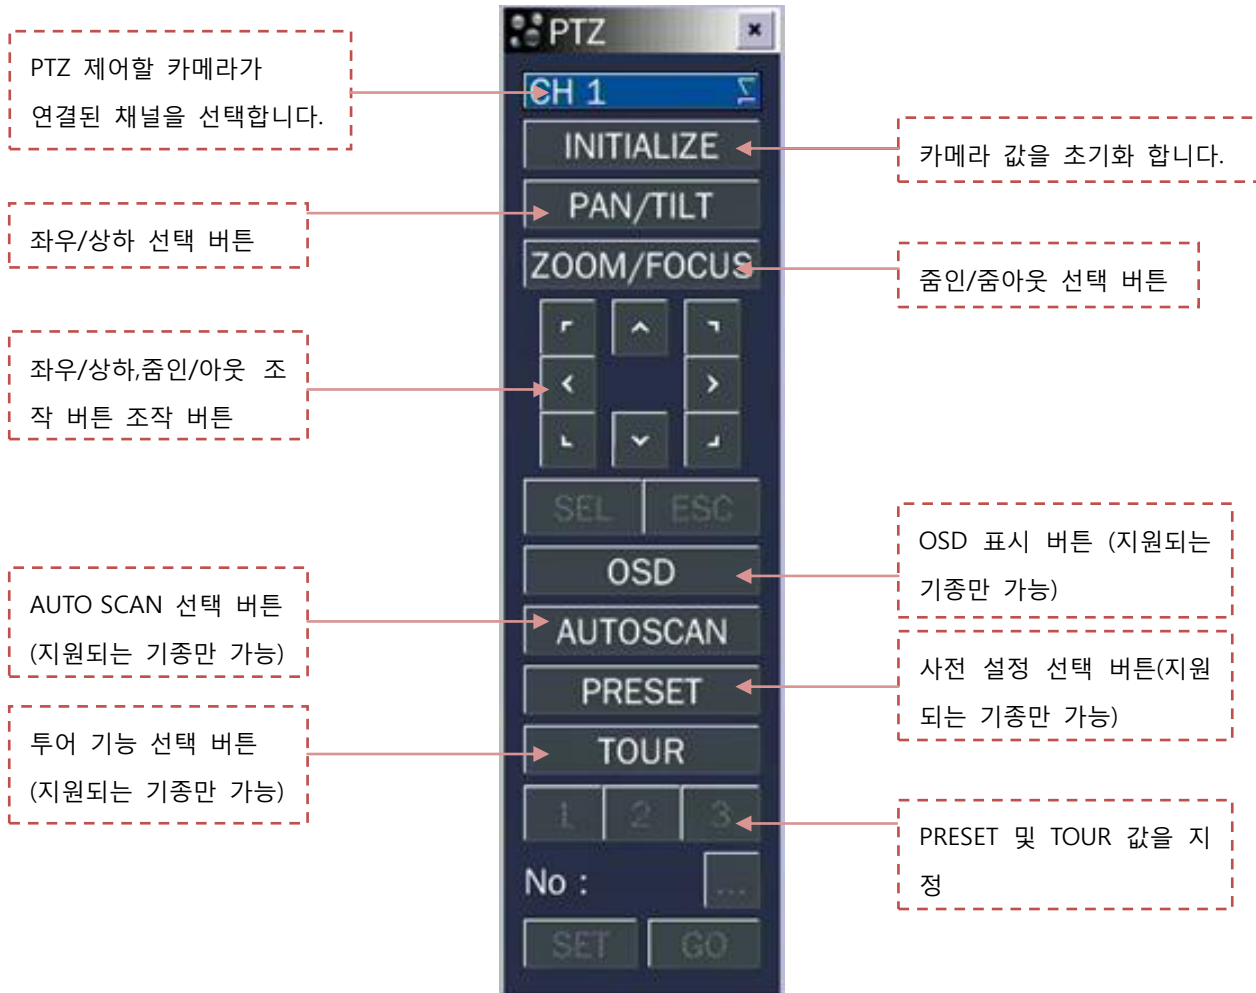 PTZ
PTZ 제어할 카메라가
연결된 채널을 선택합니다.
CH 1
INITIALIZE
카메라 값을 초기화 합니다.
PAN/TILT
좌우/상하 선택 버튼
ZOOM/FOCUS
줌인/줌아웃 선택 버튼
좌우/상하,줌인/아웃 조
작 버튼 조작 버튼
SEL
ESC
OSD
OSD 표시 버튼 (지원되는
기종만 가능)
AUTO SCAN 선택 버튼
(지원되는 기종만 가능)
AUTOSCAN
사전 설정 선택 버튼(지원
되는 기종만 가능)
PRESET
투어 기능 선택 버튼
(지원되는 기종만 가능)
TOUR
1 2 3
PRESET 및 TOUR 값을 지
정
No :
...
SET
GO